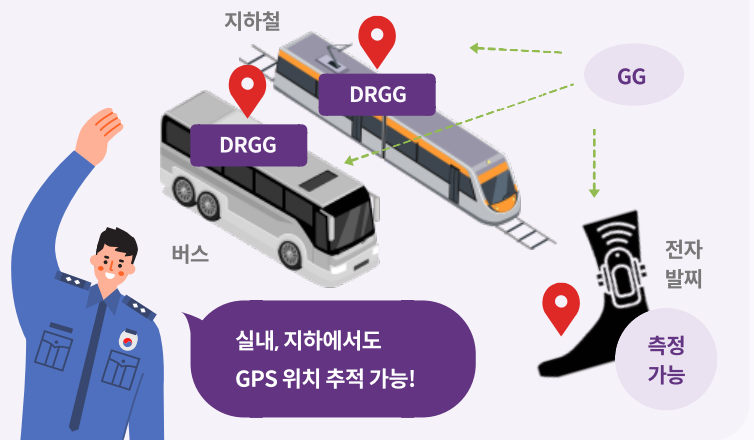 지하철
DRGG
GG
DRGG
버스
전자
발찌
실내, 지하에서도
GPS 위치 추적 가능!
측정
가능